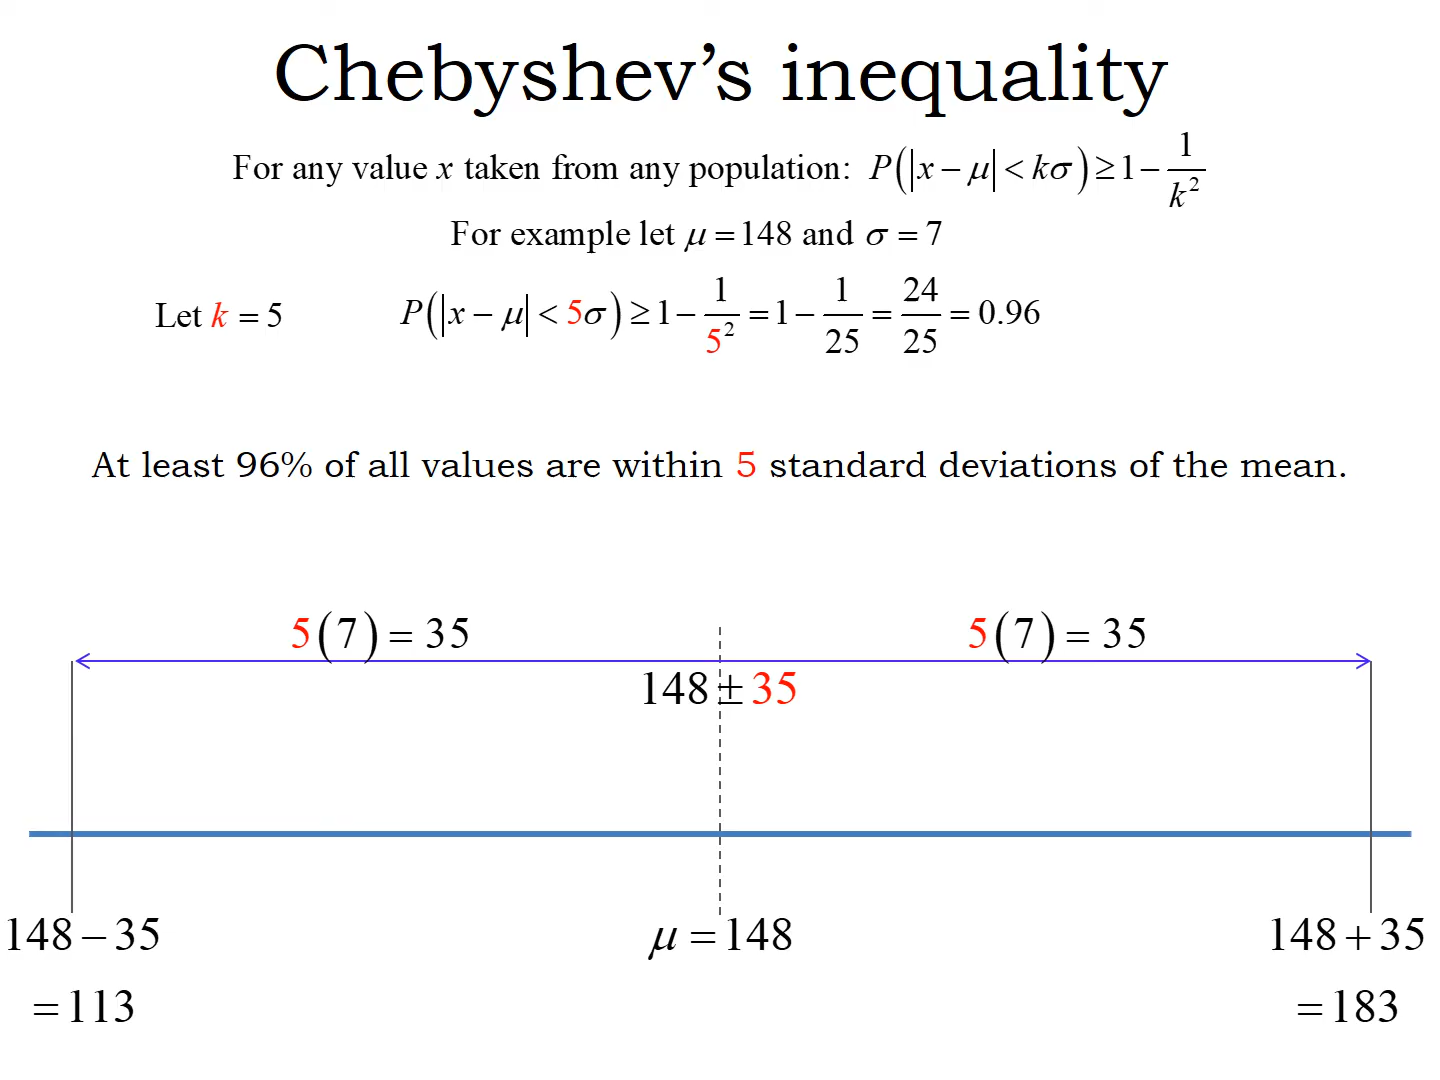 Chebyshev’s inequality
For any value x taken from any population: P(|x − μ| < kσ) ≥ 1 − 1/k²
For example let μ = 148 and σ = 7
Let k = 5 P(|x − μ| < 5σ) ≥ 1 − 1/5² = 1 − 1/25 = 24/25 = 0.96
At least 96% of all values are within 5 standard deviations of the mean.
5(7) = 35 5(7) = 35
148 ± 35
148 − 35 μ = 148 148 + 35
= 113 = 183